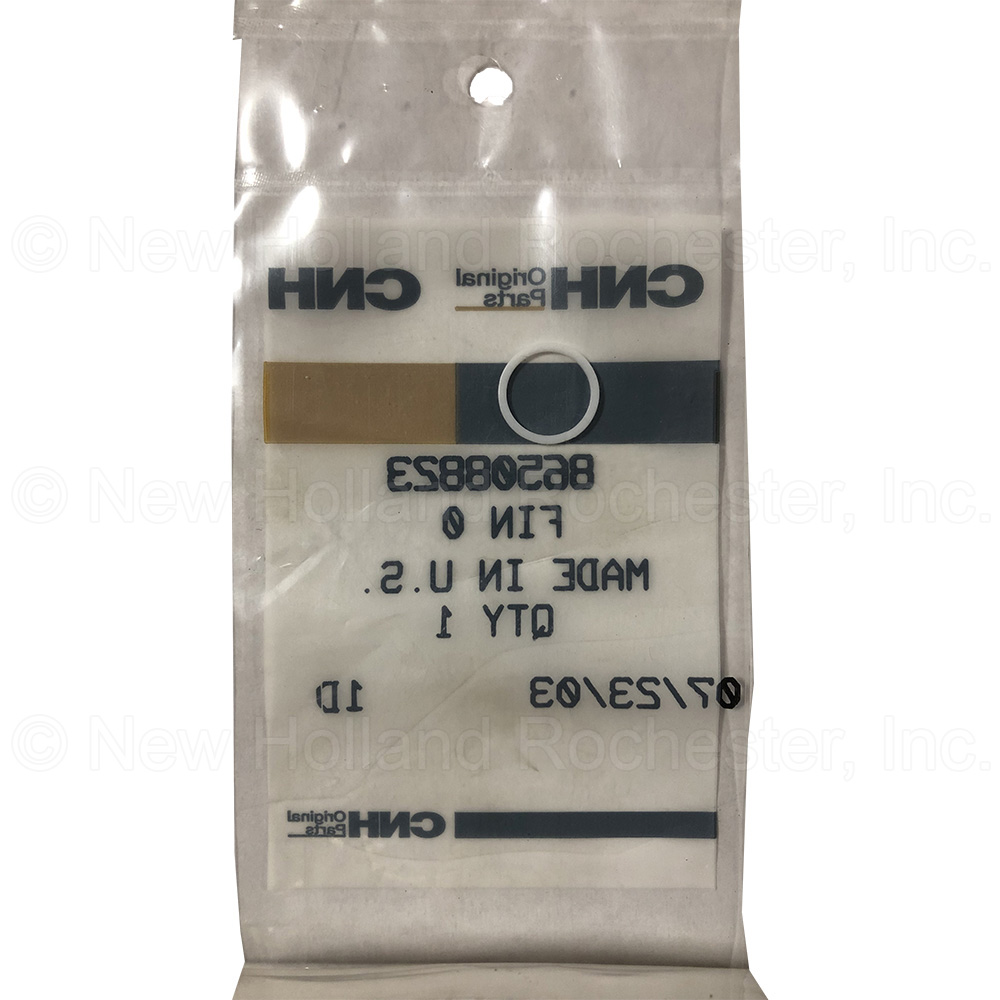 © New Holland Rochester, Inc.
CNH Original Parts CNH
86508823
© New Holland Rochester, Inc.
FIN 0
MADE IN U.S.
QTY 1
07/23/03 1D
© New Holland Rochester, Inc.
CNH Original Parts